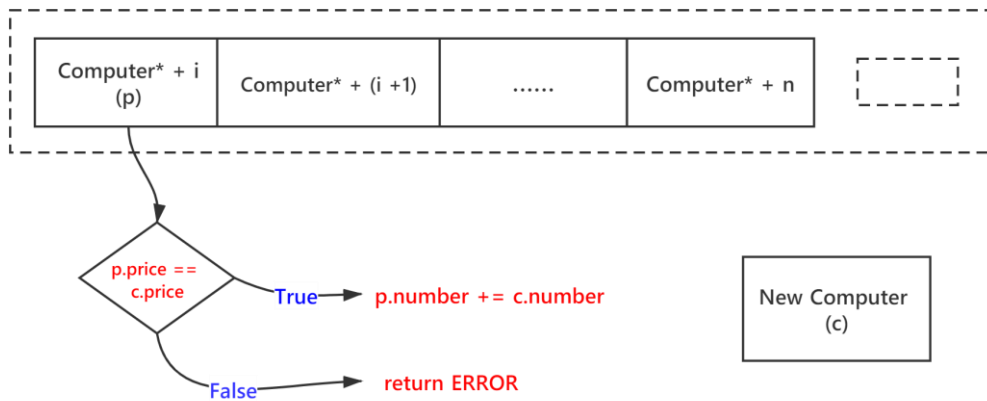 Computer* + i
(p)
Computer* + (i +1)
......
Computer* + n
p.price ==
c.price
True
p.number += c.number
New Computer
(c)
False
return ERROR